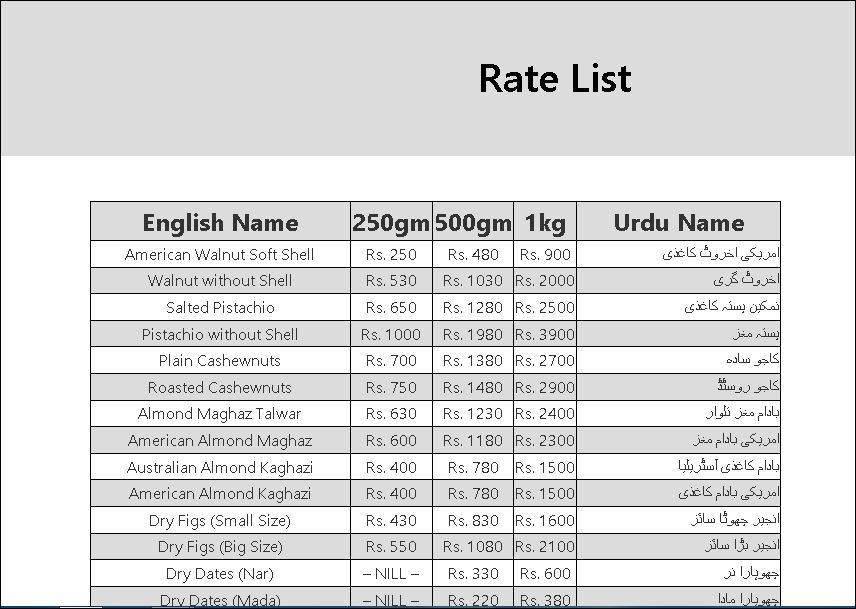 Rate List
English Name 250gm 500gm 1kg Urdu Name
American Walnut Soft Shell Rs. 250 Rs. 480 Rs. 900 امریکی اخروٹ کاغذی
Walnut without Shell Rs. 530 Rs. 1030 Rs. 2000 اخروٹ گری
Salted Pistachio Rs. 650 Rs. 1280 Rs. 2500 نمکین پستہ کاغذی
Pistachio without Shell Rs. 1000 Rs. 1980 Rs. 3900 پستہ مغز
Plain Cashewnuts Rs. 700 Rs. 1380 Rs. 2700 کاجو سادہ
Roasted Cashewnuts Rs. 750 Rs. 1480 Rs. 2900 کاجو روسٹڈ
Almond Maghaz Talwar Rs. 630 Rs. 1230 Rs. 2400 بادام مغز تلوار
American Almond Maghaz Rs. 600 Rs. 1180 Rs. 2300 امریکی بادام مغز
Australian Almond Kaghazi Rs. 400 Rs. 780 Rs. 1500 بادام کاغذی آسٹریلیا
American Almond Kaghazi Rs. 400 Rs. 780 Rs. 1500 امریکی بادام کاغذی
Dry Figs (Small Size) Rs. 430 Rs. 830 Rs. 1600 انجیر چھوٹا سائز
Dry Figs (Big Size) Rs. 550 Rs. 1080 Rs. 2100 انجیر بڑا سائز
Dry Dates (Nar) – NILL – Rs. 330 Rs. 600 چھوہارا نر
Dry Dates (Mada) – NILL – Rs. 220 Rs. 380 چھوہارا مادا